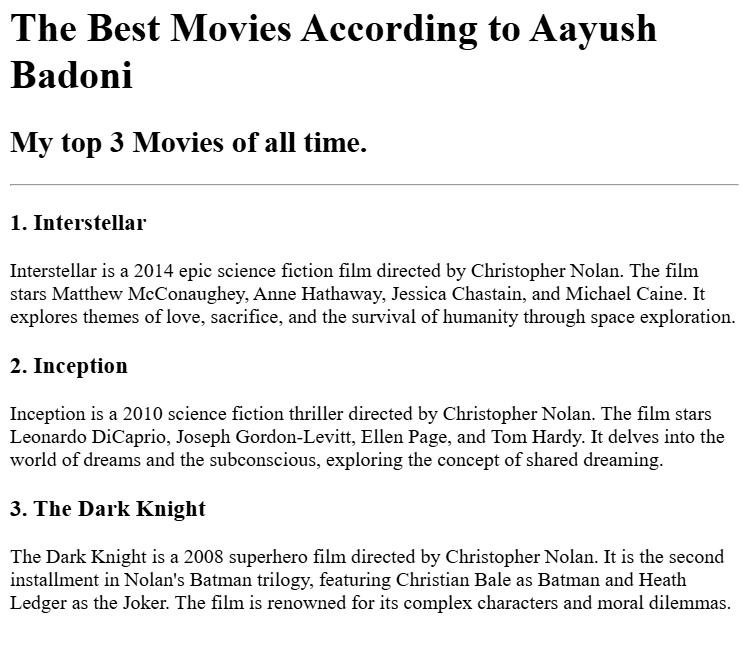 The Best Movies According to Aayush
Badoni
My top 3 Movies of all time.
1. Interstellar
Interstellar is a 2014 epic science fiction film directed by Christopher Nolan. The film
stars Matthew McConaughey, Anne Hathaway, Jessica Chastain, and Michael Caine. It
explores themes of love, sacrifice, and the survival of humanity through space exploration.
2. Inception
Inception is a 2010 science fiction thriller directed by Christopher Nolan. The film stars
Leonardo DiCaprio, Joseph Gordon-Levitt, Ellen Page, and Tom Hardy. It delves into the
world of dreams and the subconscious, exploring the concept of shared dreaming.
3. The Dark Knight
The Dark Knight is a 2008 superhero film directed by Christopher Nolan. It is the second
installment in Nolan's Batman trilogy, featuring Christian Bale as Batman and Heath
Ledger as the Joker. The film is renowned for its complex characters and moral dilemmas.